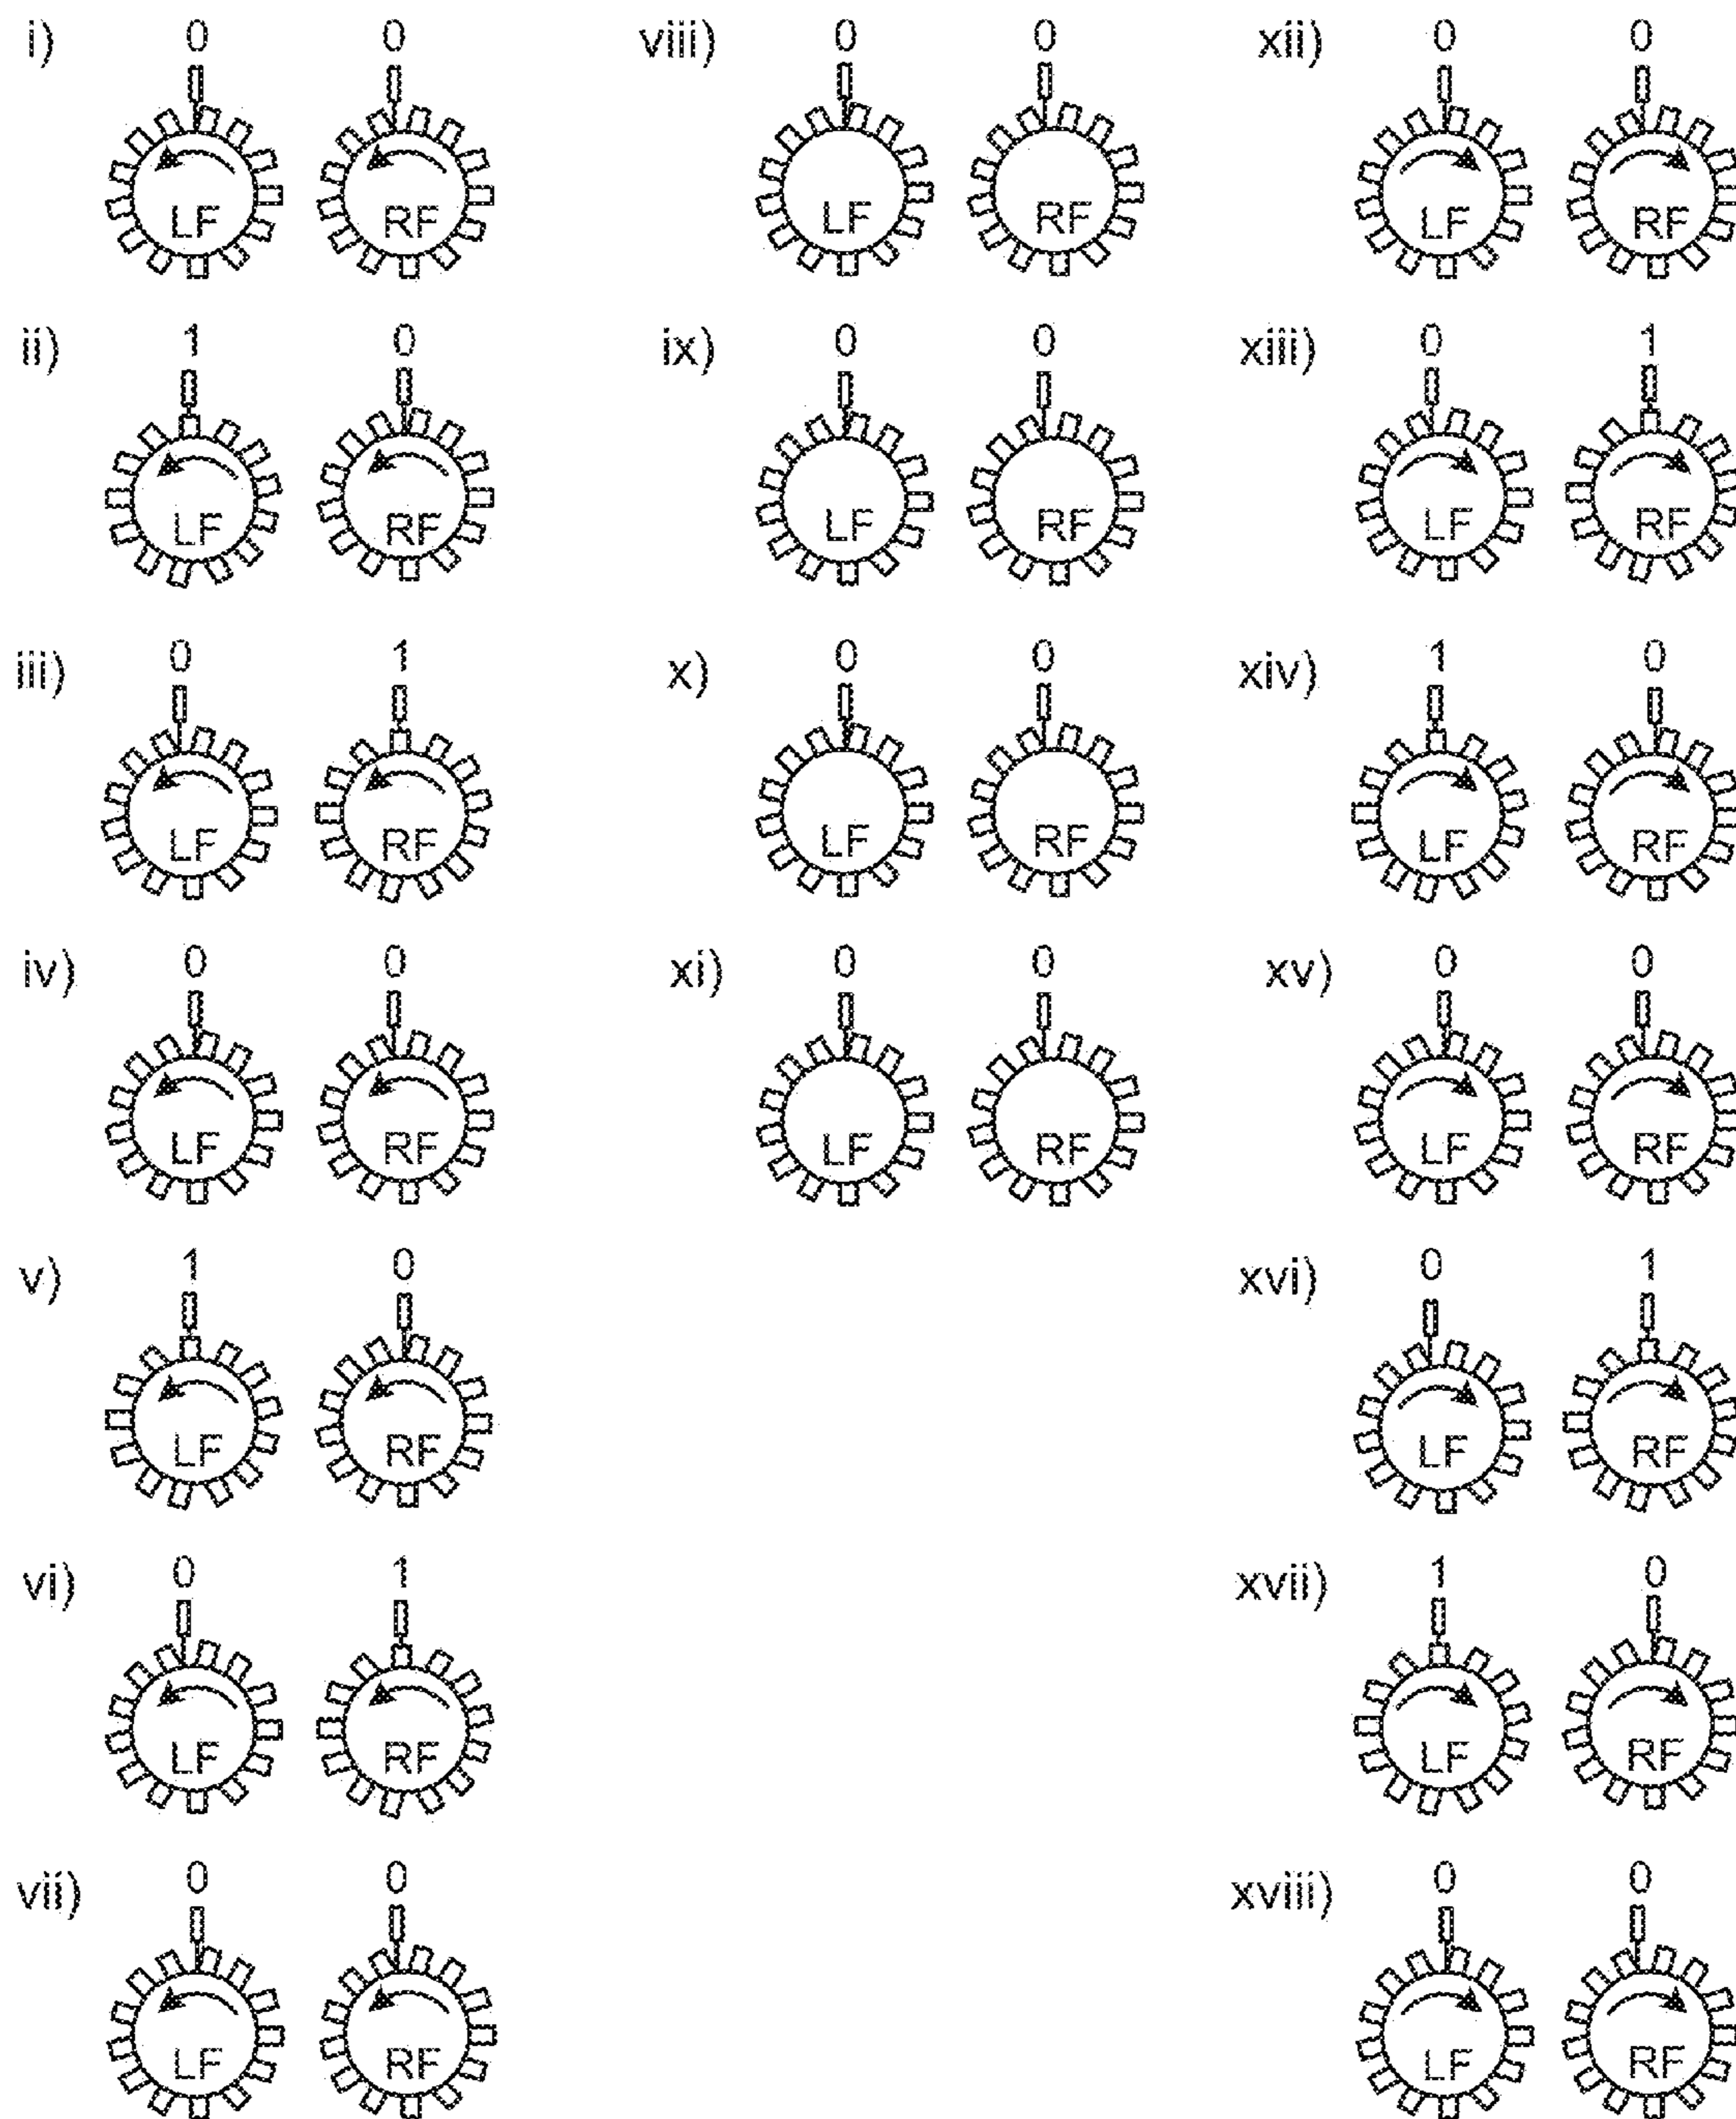 i) 0 0
LF RF
ii) 1 0
LF RF
iii) 0 1
LF RF
iv) 0 0
LF RF
v) 1 0
LF RF
vi) 0 1
LF RF
vii) 0 0
LF RF
viii) 0 0
LF RF
ix) 0 0
LF RF
x) 0 0
LF RF
xi) 0 0
LF RF
xii) 0 0
LF RF
xiii) 0 1
LF RF
xiv) 1 0
LF RF
xv) 0 0
LF RF
xvi) 0 1
LF RF
xvii) 1 0
LF RF
xviii) 0 0
LF RF